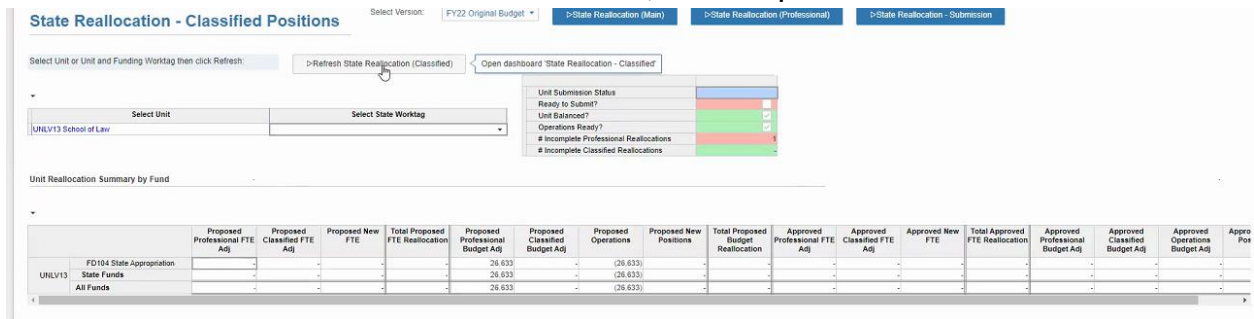 State Reallocation - Classified Positions
Select Version: FY22 Original Budget
▷State Reallocation (Main) ▷State Reallocation (Professional) ▷State Reallocation - Submission
Select Unit or Unit and Funding Worktag then click Refresh: ▷Refresh State Reallocation (Classified) Open dashboard 'State Reallocation - Classified'
Unit Submission Status
Ready to Submit?
Unit Balanced?
Operations Ready?
# Incomplete Professional Reallocations 1
# Incomplete Classified Reallocations -
Select Unit Select State Worktag
UNLV13 School of Law
Unit Reallocation Summary by Fund
Proposed Professional FTE Adj Proposed Classified FTE Adj Proposed New FTE Total Proposed FTE Reallocation Proposed Professional Budget Adj Proposed Classified Budget Adj Proposed Operations Proposed New Positions Total Proposed Budget Reallocation Approved Professional FTE Adj Approved Classified FTE Adj Approved New FTE Total Approved FTE Reallocation Approved Professional Budget Adj Approved Classified Budget Adj Approved Operations Budget Adj Appro Pos
FD104 State Appropriation - - - - 26,633 - (26,633) - - - - - - - - -
UNLV13 State Funds - - - - 26,633 - (26,633) - - - - - - - - -
All Funds - - - - 26,633 - (26,633) - - - - - - - - -